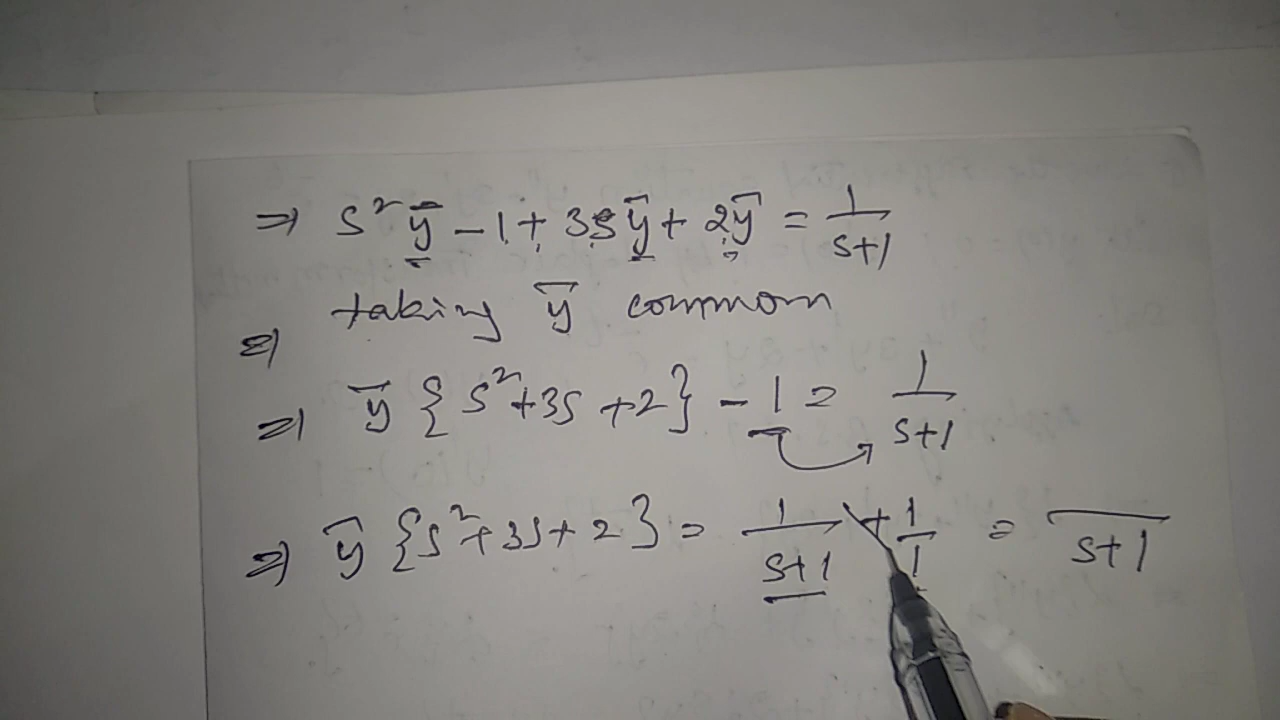 ⇒ s²ȳ - 1 + 3sȳ + 2ȳ = 1/(s+1)
⇒ taking ȳ common
⇒ ȳ {s²+3s+2} - 1 = 1/(s+1)
⇒ ȳ {s²+3s+2} = 1/(s+1) + 1/1 = /(s+1)